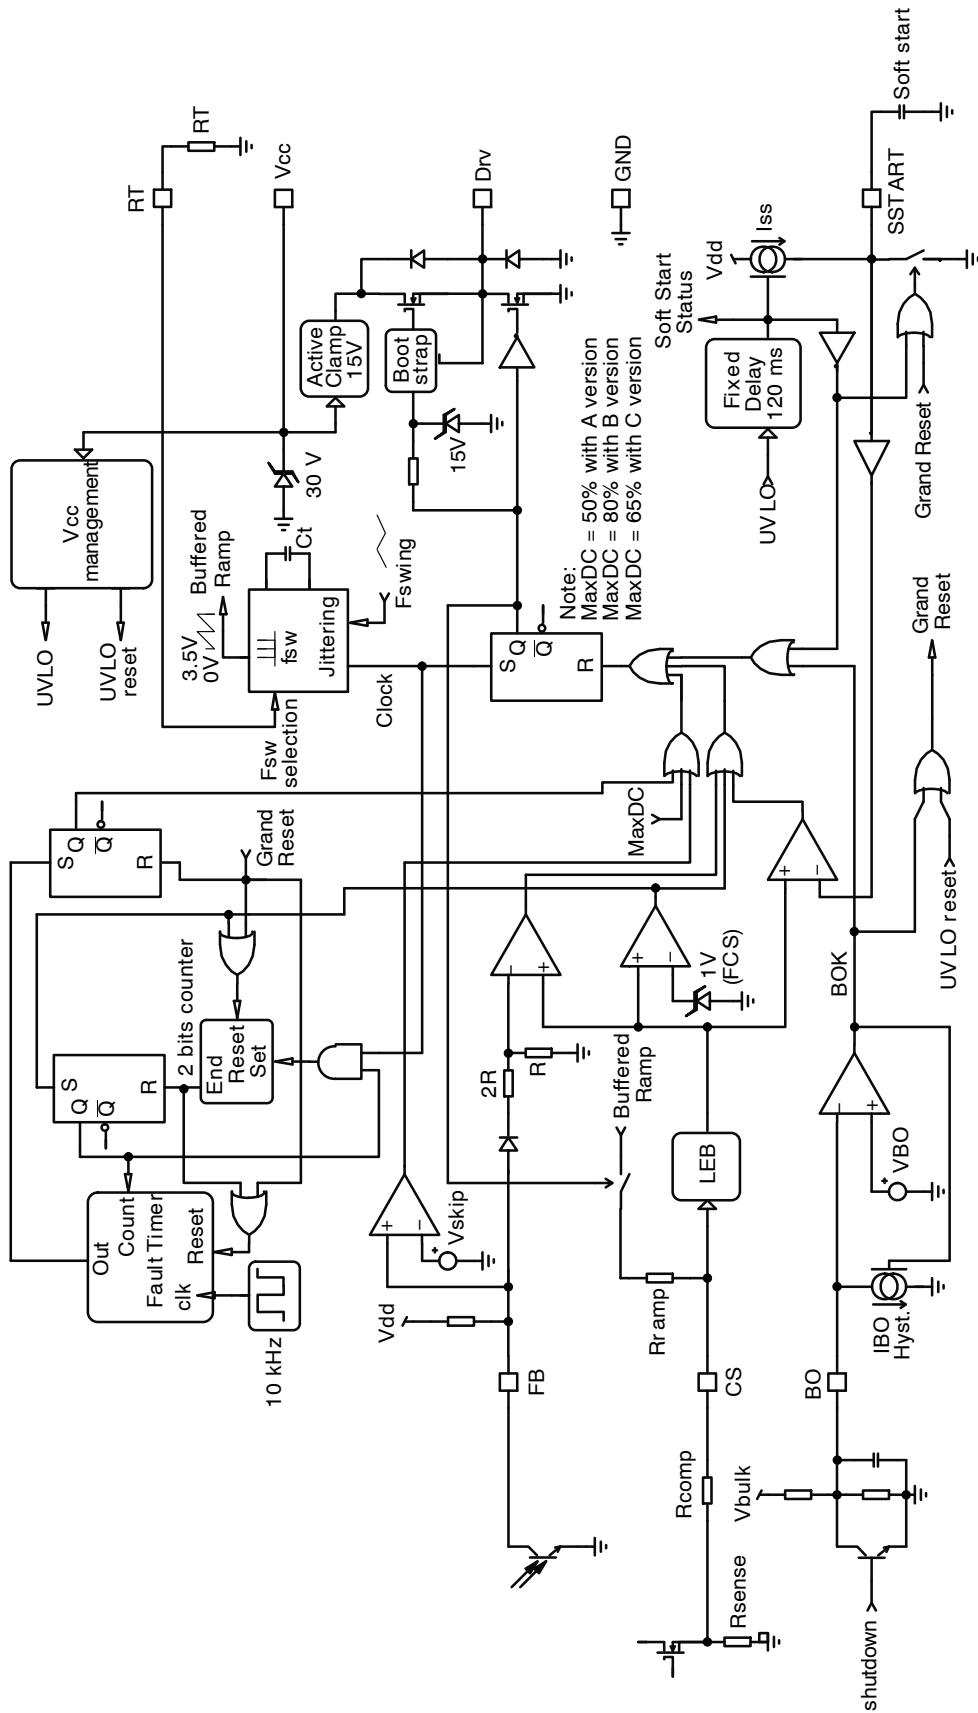 shutdown
Rsense
Vbulk
Rcomp
BO
CS
FB
Vdd
10 kHz
Out
Count
Fault Timer
clk
Reset
S
Q
Q
R
2 bits counter
End
Reset
Set
S
Q
Q
R
Grand
Reset
UVLO
UVLO
reset
Vcc
management
Fsw
selection
3.5V
0V
Buffered
Ramp
fsw
Jittering
Ct
Clock
Fswing
30 V
Active
Clamp
15V
Boot
strap
15V
RT
RT
Vcc
Drv
GND
S
Q
Q
R
Note:
MaxDC = 50% with A version
MaxDC = 80% with B version
MaxDC = 65% with C version
MaxDC
Vskip
2R
R
Buffered
Ramp
Rramp
LEB
1V
(FCS)
IBO
Hyst.
VBO
BOK
UVLO reset
Grand
Reset
UVLO
Fixed
Delay
120 ms
Soft Start
Status
Vdd
Iss
Grand Reset
SSTART
Soft start